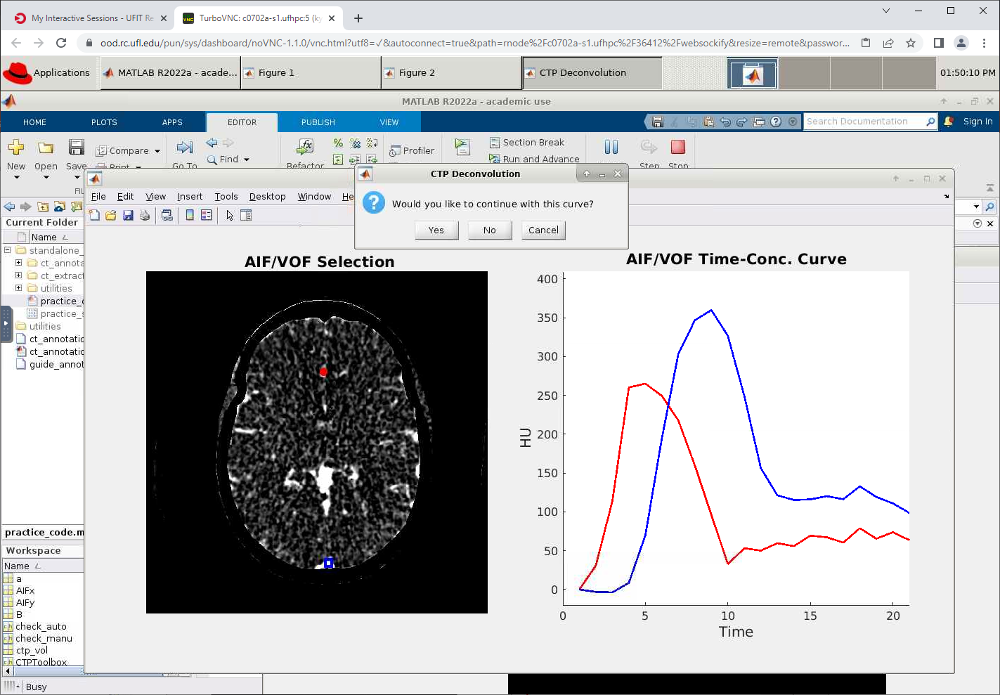 My Interactive Sessions - UFIT Re
TurboVNC: c0702a-s1.ufhpc:5 (ky
ood.rc.ufl.edu/pun/sys/dashboard/noVNC-1.1.0/vnc.html?utf8=✓&autoconnect=true&path=rnode%2Fc0702a-s1.ufhpc%2F36412%2Fwebsockify&resize=remote&passwor...
Applications
MATLAB R2022a - acade...
Figure 1
Figure 2
CTP Deconvolution
01:50:10 PM
MATLAB R2022a - academic use
HOME
PLOTS
APPS
EDITOR
PUBLISH
VIEW
Search Documentation
Sign In
New
Open
Save
Compare
Print
Go To
Find
Refactor
Profiler
Section Break
Run and Advance
Step
Stop
FIL
CTP Deconvolution
Would you like to continue with this curve?
Yes
No
Cancel
File
Edit
View
Insert
Tools
Desktop
Window
He
Current Folder
Name
standalone_
ct_annota
ct_extract
utilities
practice_c
practice_s
utilities
ct_annotatic
ct_annotatic
guide_annot
practice_code.m
Workspace
Name
a
AIFx
AIFy
B
check_auto
check_manu
ctp_vol
CTPToolbox
Busy
AIF/VOF Selection
AIF/VOF Time-Conc. Curve
400
350
300
250
200
150
100
50
0
HU
0
5
10
15
20
Time